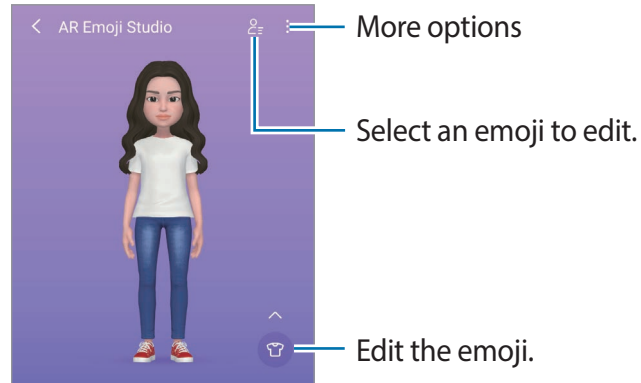 AR Emoji Studio
More options
Select an emoji to edit.
Edit the emoji.